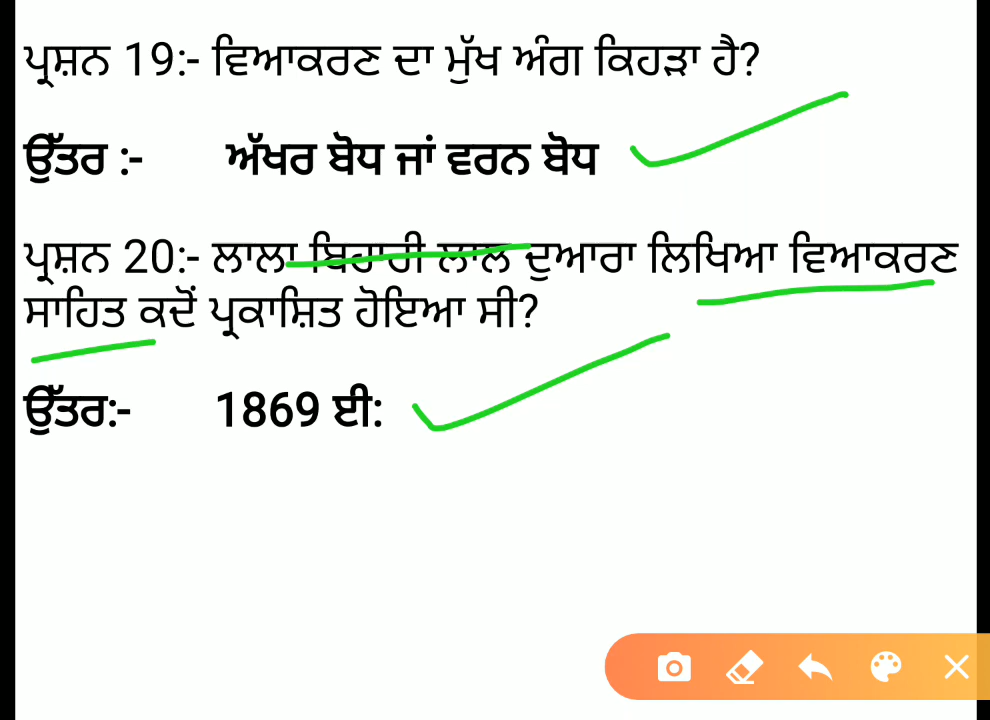 ਪ੍ਰਸ਼ਨ 19:- ਵਿਆਕਰਣ ਦਾ ਮੁੱਖ ਅੰਗ ਕਿਹੜਾ ਹੈ?
ਉੱਤਰ :- ਅੱਖਰ ਬੋਧ ਜਾਂ ਵਰਨ ਬੋਧ
ਪ੍ਰਸ਼ਨ 20:- ਲਾਲਾ ਬਿਹਾਰੀ ਲਾਲ ਦੁਆਰਾ ਲਿਖਿਆ ਵਿਆਕਰਣ
ਸਾਹਿਤ ਕਦੋਂ ਪ੍ਰਕਾਸ਼ਿਤ ਹੋਇਆ ਸੀ?
ਉੱਤਰ:- 1869 ਈ: